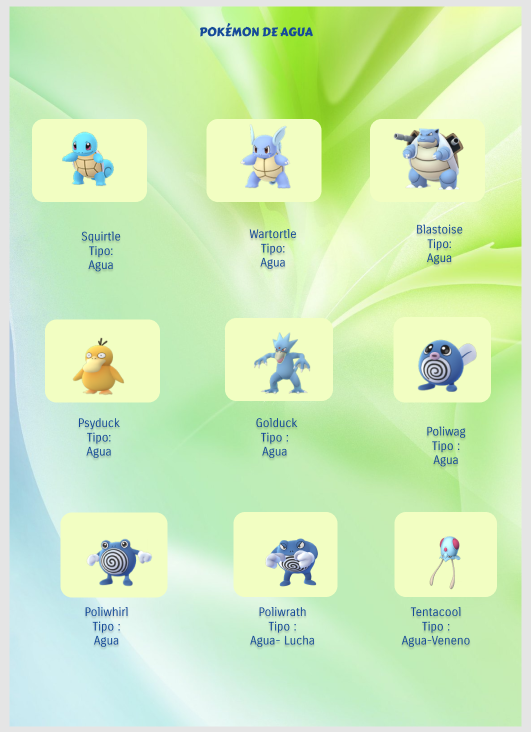 POKÉMON DE AGUA
Squirtle
Tipo:
Agua
Wartortle
Tipo:
Agua
Blastoise
Tipo:
Agua
Psyduck
Tipo:
Agua
Golduck
Tipo :
Agua
Poliwag
Tipo :
Agua
Poliwhirl
Tipo :
Agua
Poliwrath
Tipo :
Agua- Lucha
Tentacool
Tipo :
Agua-Veneno